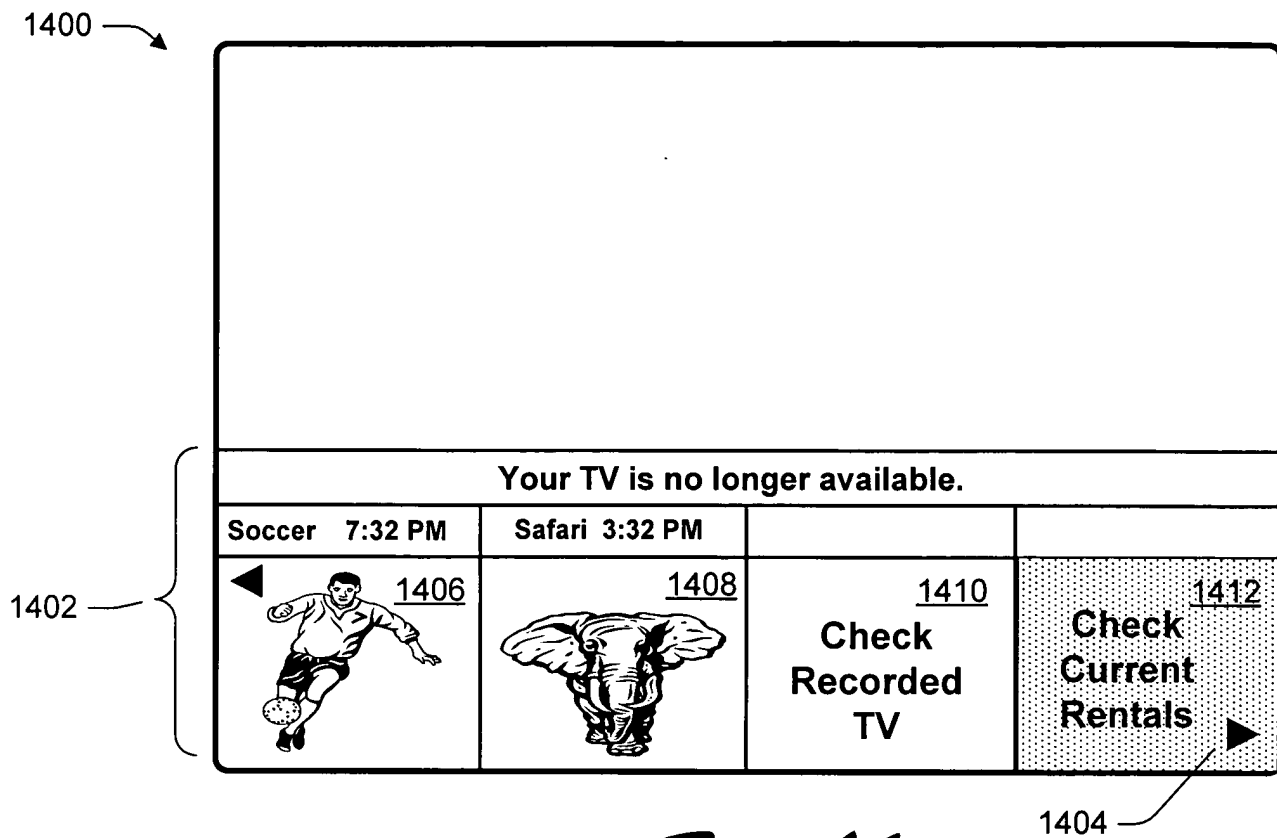 1400
Your TV is no longer available.
Soccer 7:32 PM
Safari 3:32 PM
1402
1406
1408
1410
Check
Recorded
TV
1412
Check
Current
Rentals
1404